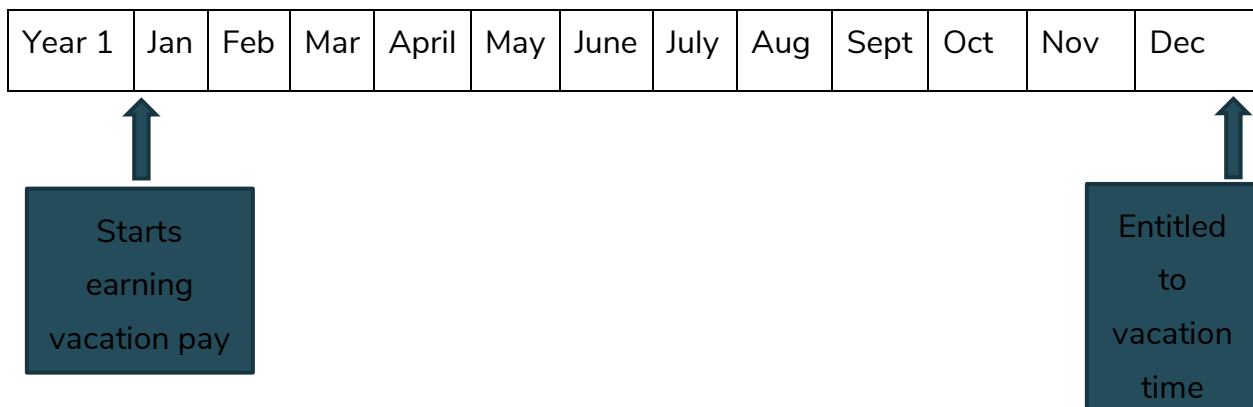 Year 1 Jan Feb Mar April May June July Aug Sept Oct Nov Dec
Starts
earning
vacation pay
Entitled
to
vacation
time